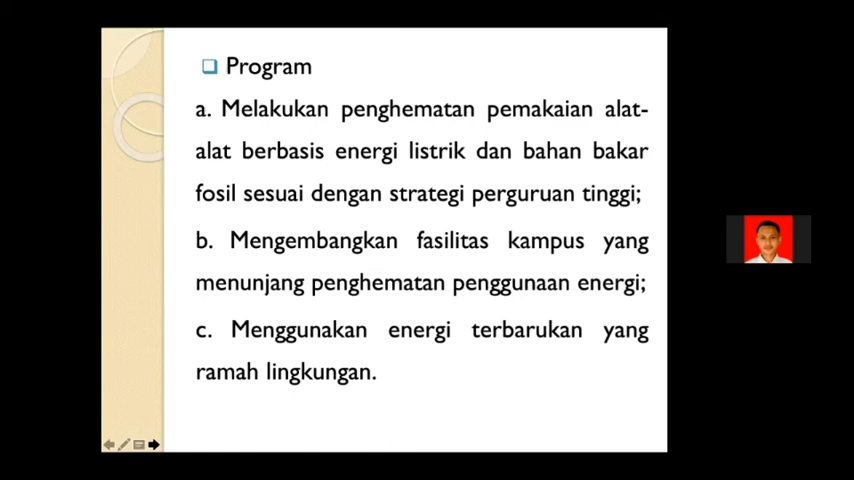 Program
a. Melakukan penghematan pemakaian alat-
alat berbasis energi listrik dan bahan bakar
fosil sesuai dengan strategi perguruan tinggi;
b. Mengembangkan fasilitas kampus yang
menunjang penghematan penggunaan energi;
c. Menggunakan energi terbarukan yang
ramah lingkungan.